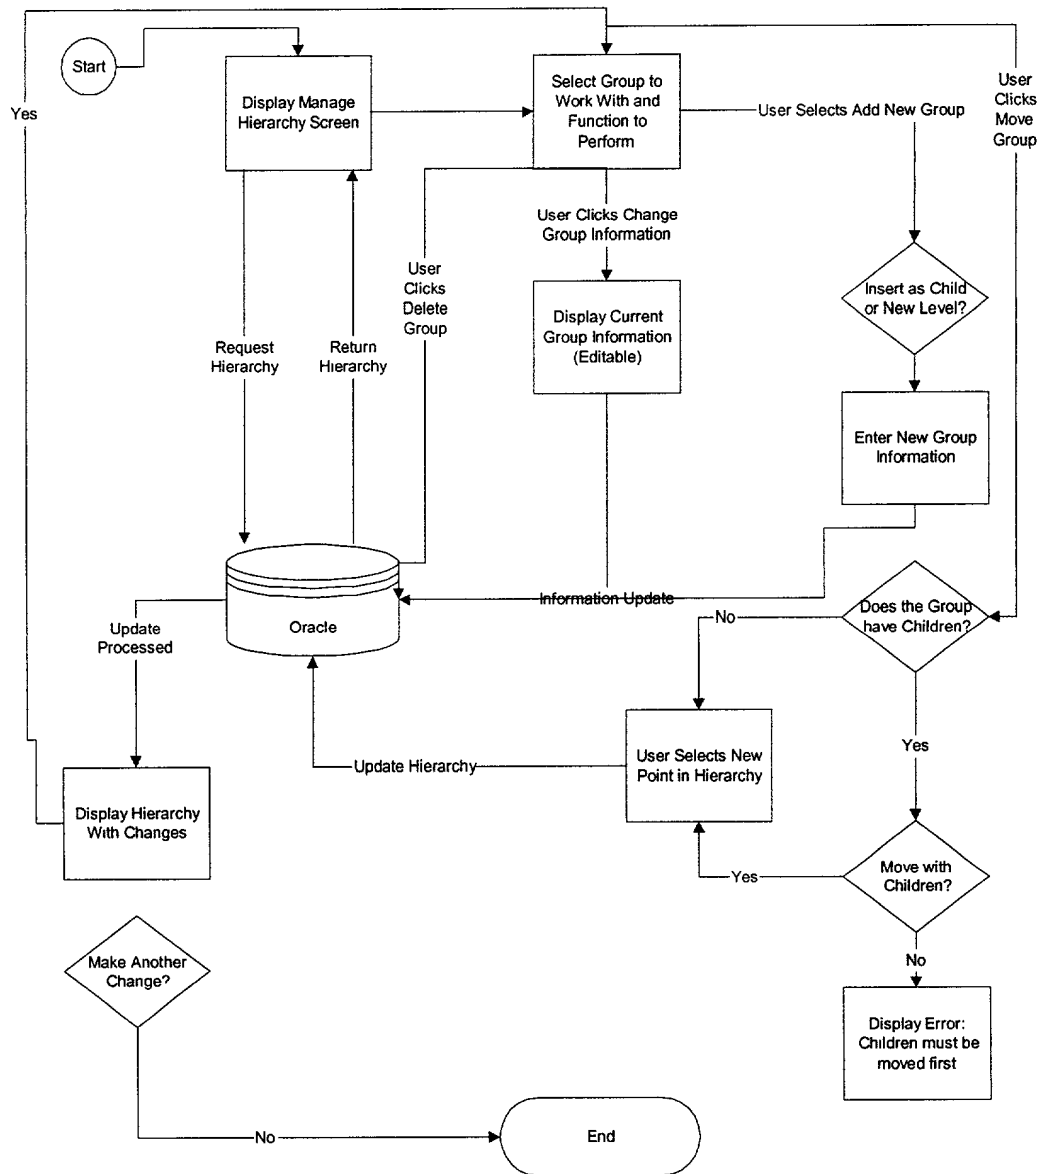 Start
Yes
Display Manage
Hierarchy Screen
Select Group to
Work With and
Function to
Perform
User Selects Add New Group
User
Clicks
Move
Group
User Clicks Change
Group Information
User
Clicks
Delete
Group
Insert as Child
or New Level?
Display Current
Group Information
(Editable)
Request
Hierarchy
Return
Hierarchy
Enter New Group
Information
Information Update
Oracle
Does the Group
have Children?
No
Update
Processed
Yes
Update Hierarchy
User Selects New
Point in Hierarchy
Display Hierarchy
With Changes
Yes
Move with
Children?
No
Make Another
Change?
Display Error:
Children must be
moved first
No
End